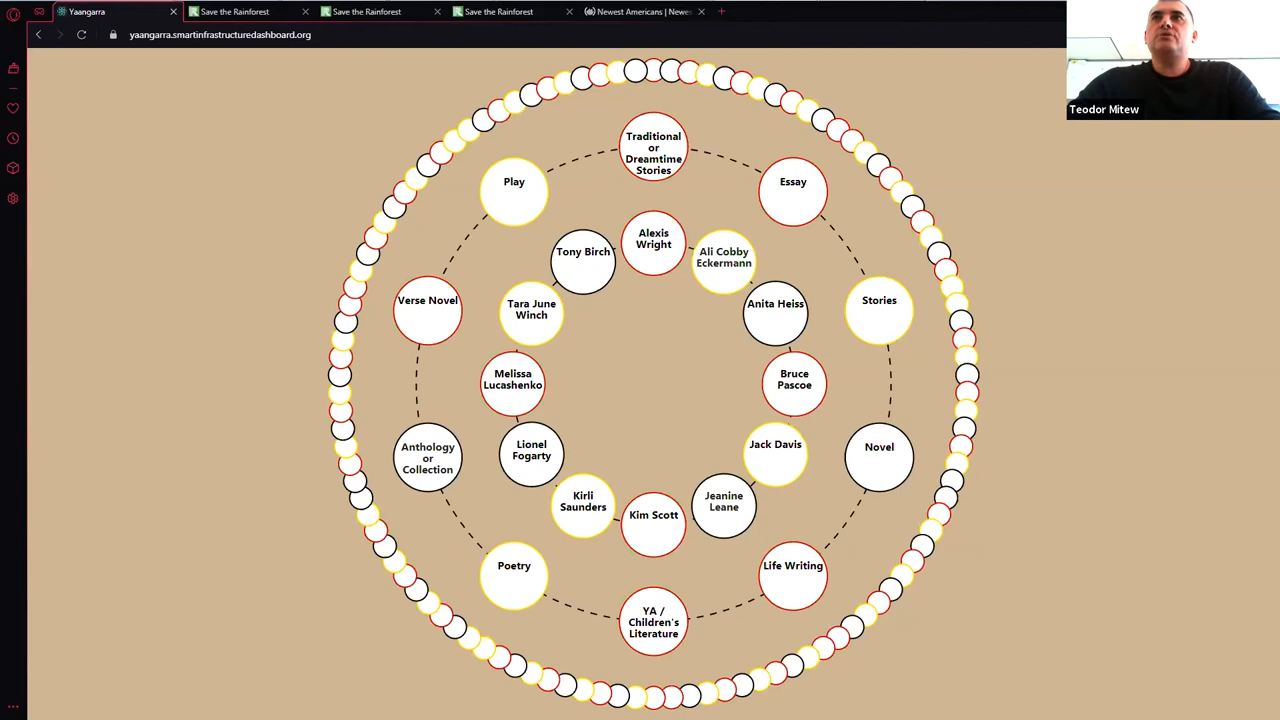 Yaangarra
Save the Rainforest
Save the Rainforest
Save the Rainforest
Newest Americans | Newes
yaangarra.smartinfrastructuredashboard.org
Teodor Mitew
Traditional
or
Dreamtime
Stories
Play
Essay
Alexis
Wright
Tony Birch
Ali Cobby
Eckermann
Verse Novel
Tara June
Winch
Anita Heiss
Stories
Melissa
Lucashenko
Bruce
Pascoe
Anthology
or
Collection
Lionel
Fogarty
Jack Davis
Novel
Kirli
Saunders
Kim Scott
Jeanine
Leane
Poetry
Life Writing
YA /
Children's
Literature